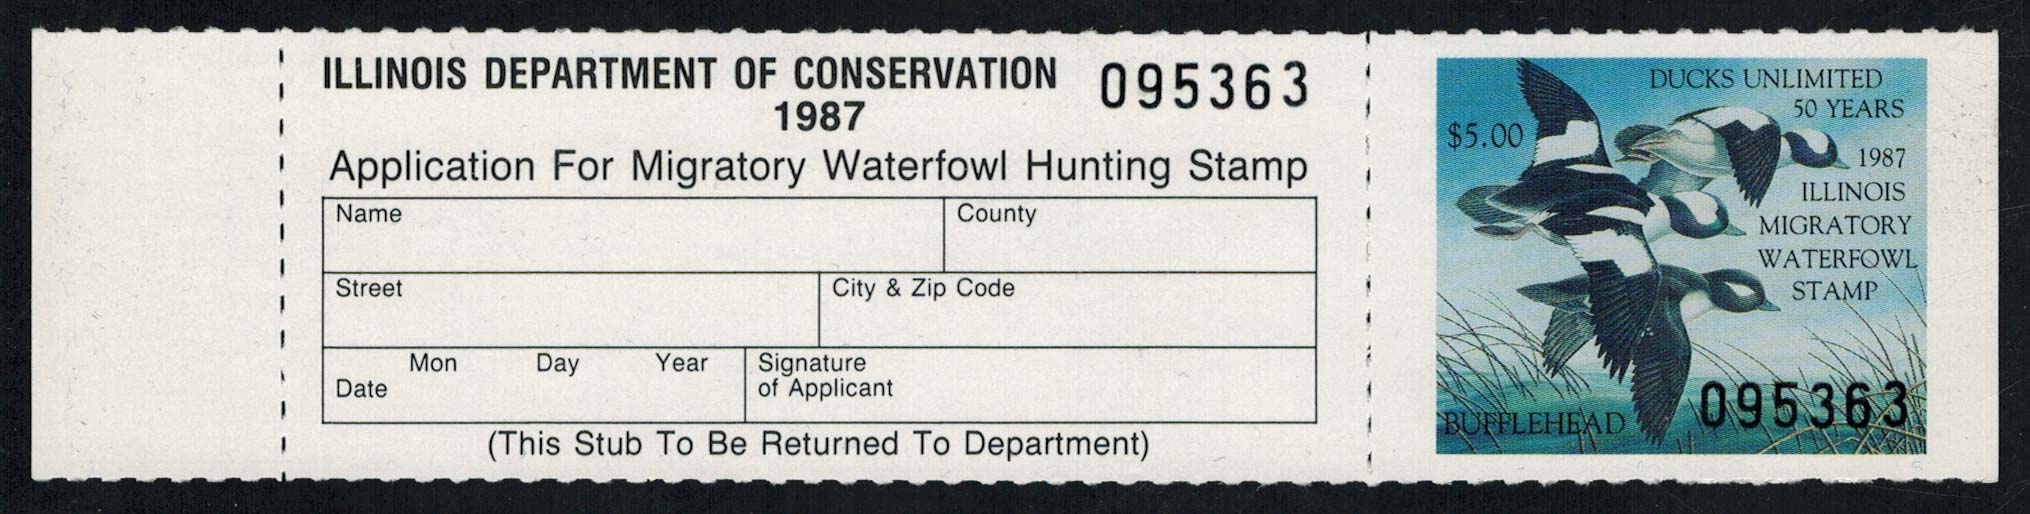 ILLINOIS DEPARTMENT OF CONSERVATION 095363
1987
Application For Migratory Waterfowl Hunting Stamp
Name County
Street City & Zip Code
Mon Day Year Signature
Date of Applicant
(This Stub To Be Returned To Department)
DUCKS UNLIMITED
50 YEARS
$5.00
1987
ILLINOIS
MIGRATORY
WATERFOWL
STAMP
095363
BUFFLEHEAD